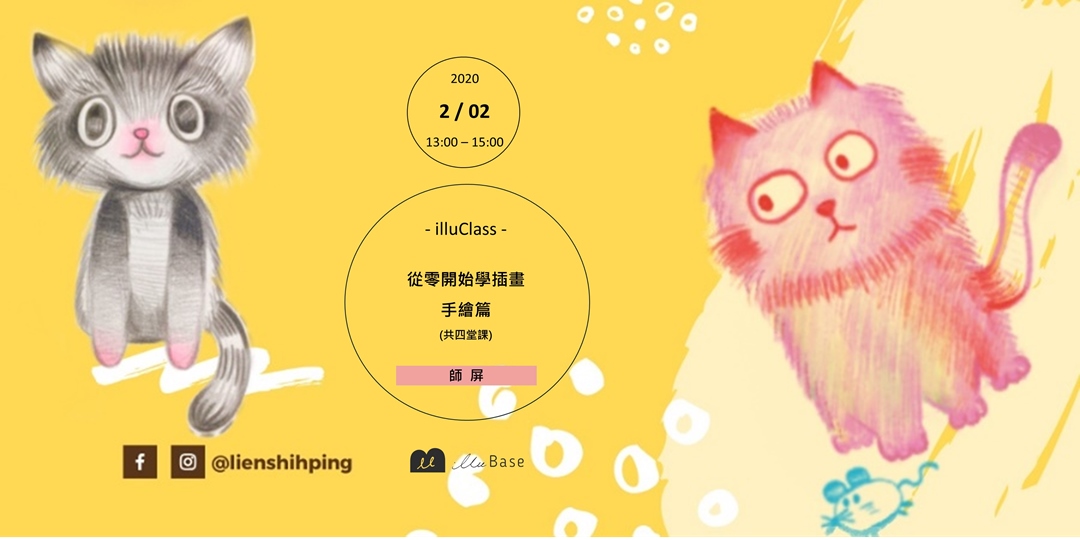 2020
2 / 02
13:00 – 15:00
- illuClass -
從零開始學插畫
手繪篇
(共四堂課)
師 屏
@lienshihping
illu Base